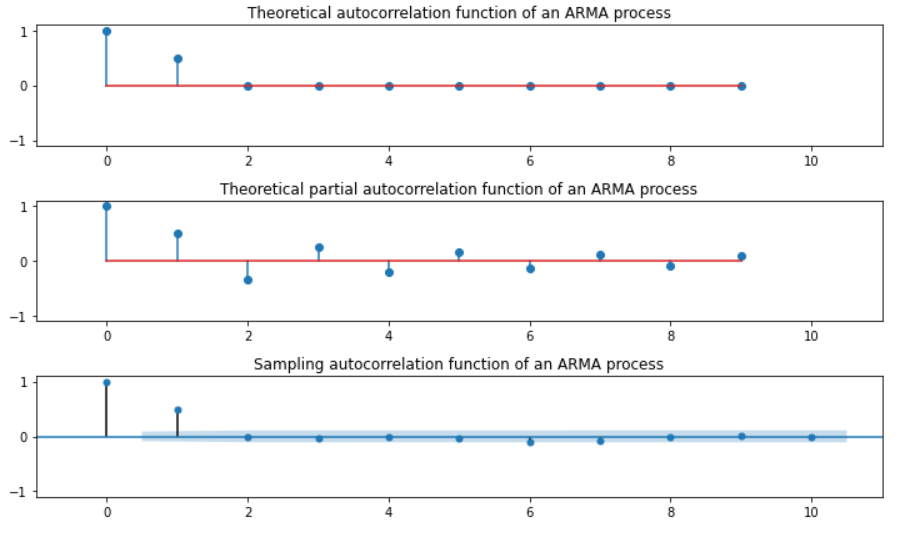 Theoretical autocorrelation function of an ARMA process
1
0
−1
0 2 4 6 8 10
Theoretical partial autocorrelation function of an ARMA process
1
0
−1
0 2 4 6 8 10
Sampling autocorrelation function of an ARMA process
1
0
−1
0 2 4 6 8 10